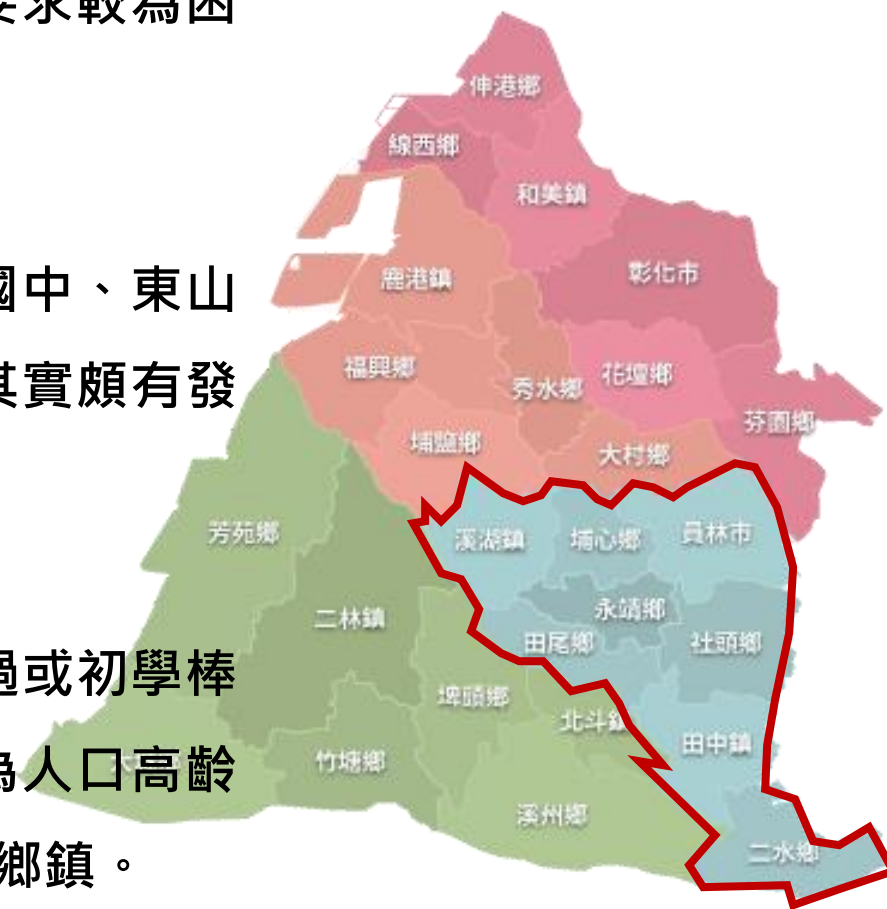 要求較為困
伸港鄉
線西鄉
和美鎮
國中、東山
鹿港鎮
彰化市
其實頗有發
福興鄉
秀水鄉
花壇鄉
芬園鄉
埔鹽鄉
大村鄉
芳苑鄉
溪湖鎮
埔心鄉
員林市
二林鎮
永靖鄉
過或初學棒
田尾鄉
社頭鄉
埤頭鄉
北斗鎮
為人口高齡
竹塘鄉
田中鎮
溪州鄉
鄉鎮。
二水鄉